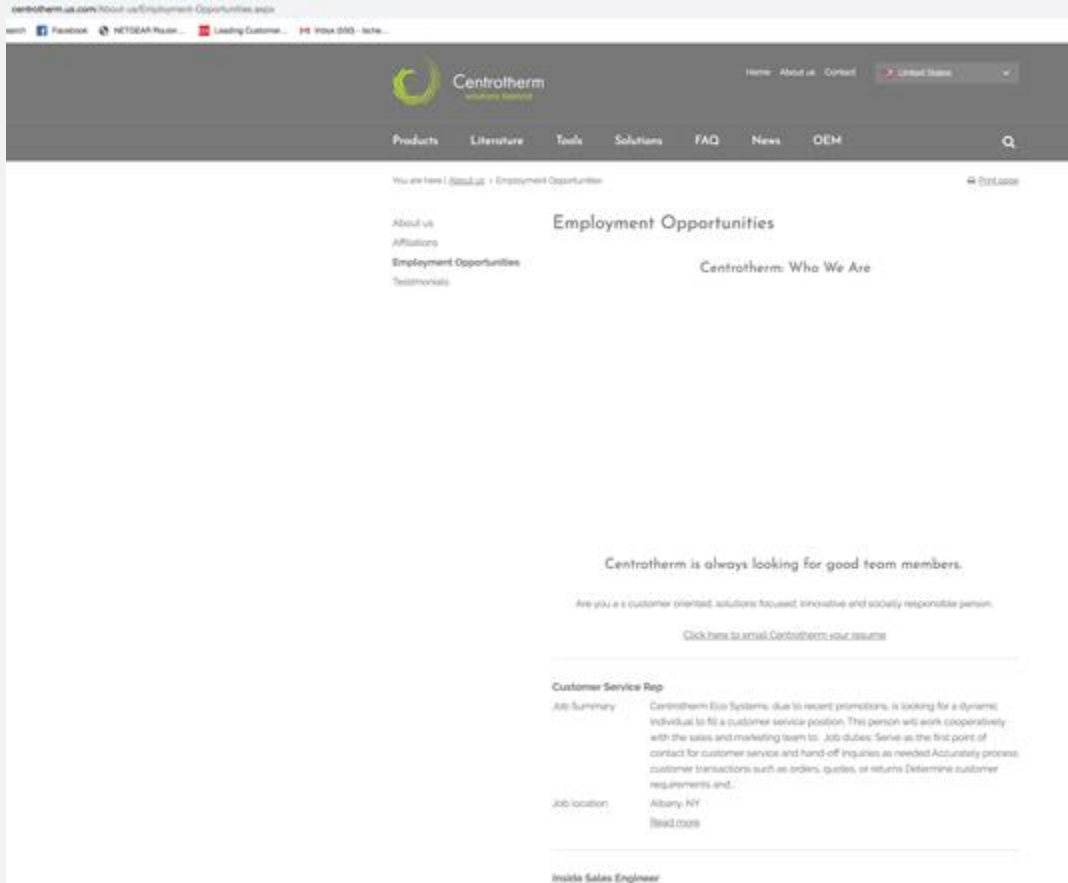 centrotherm.us.com/About-us/Employment-Opportunities.aspx
Facebook NETGEAR Router... Leading Customer... Inbox
Centrotherm
Home About us Contact United States
Products Literature Tools Solutions FAQ News OEM
You are here | About us > Employment Opportunities Print page
About us
Affiliations
Employment Opportunities
Testimonials
Employment Opportunities
Centrotherm: Who We Are
Centrotherm is always looking for good team members.
Are you a s customer oriented, solutions focused, innovative and socially responsible person.
Click here to email Centrotherm your resume
Customer Service Rep
Job Summary
Centrotherm Eco Systems, due to recent promotions, is looking for a dynamic
individual to fill a customer service position. This person will work cooperatively
with the sales and marketing team to: Job duties: Serve as the first point of
contact for customer service and hand-off inquiries as needed Accurately process
customer transactions such as orders, quotes, or returns Determine customer
requirements and...
Job location Albany, NY
Read more
Inside Sales Engineer